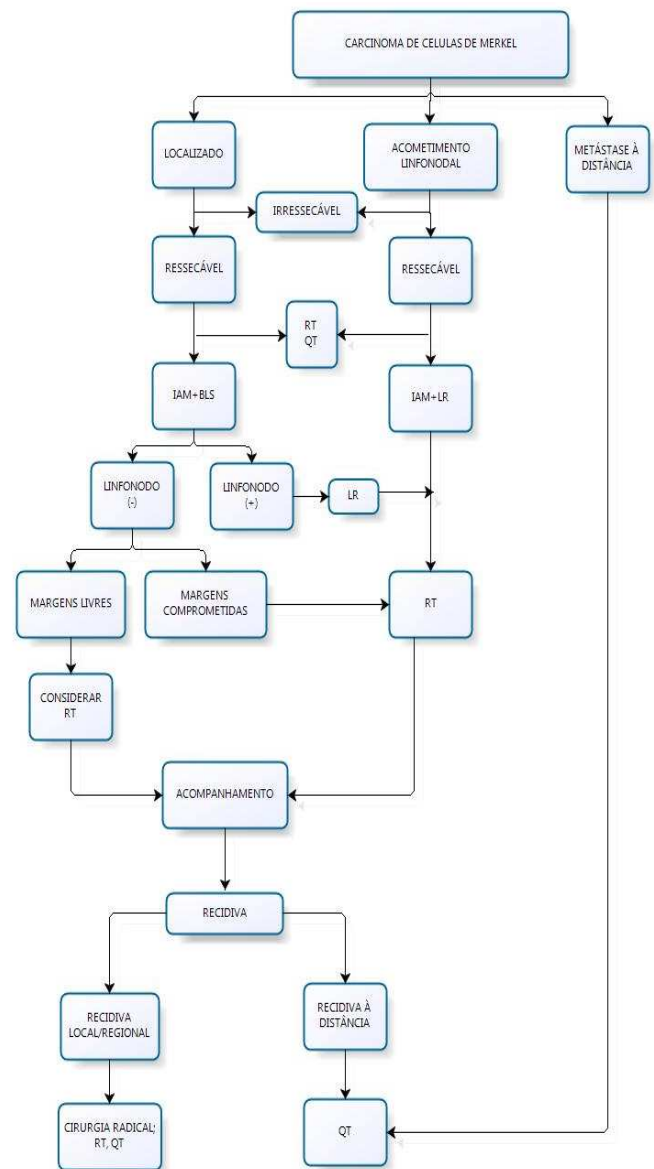 CARCINOMA DE CELULAS DE MERKEL
LOCALIZADO
ACOMETIMENTO
LINFONODAL
METÁSTASE À
DISTÂNCIA
IRRESSECÁVEL
RESSECÁVEL
RESSECÁVEL
RT
QT
IAM+BLS
IAM+LR
LINFONODO
(-)
LINFONODO
(+)
LR
MARGENS LIVRES
MARGENS
COMPROMETIDAS
RT
CONSIDERAR
RT
ACOMPANHAMENTO
RECIDIVA
RECIDIVA
LOCAL/REGIONAL
RECIDIVA À
DISTÂNCIA
CIRURGIA RADICAL;
RT, QT
QT